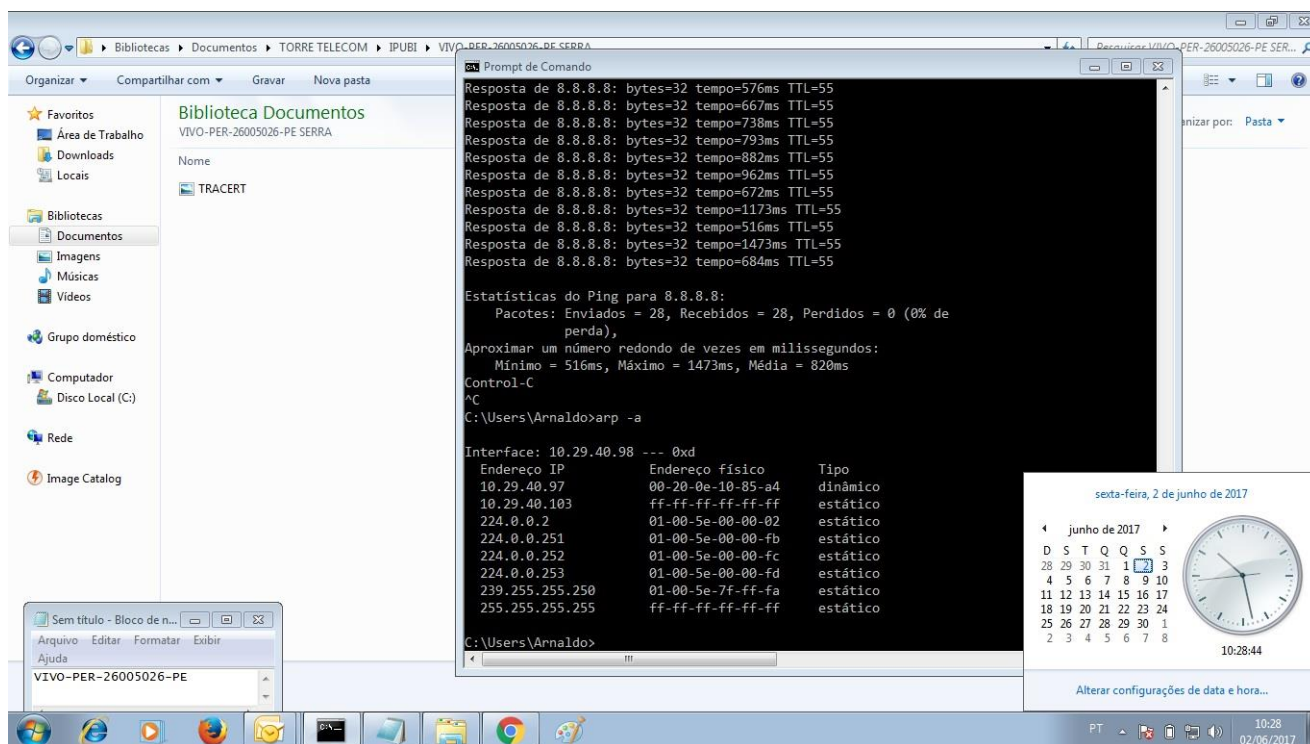 Bibliotecas ▸ Documentos ▸ TORRE TELECOM ▸ IPUBI ▸ VIVO-PER-26005026-PE SERRA
Pesquisar VIVO-PER-26005026-PE SER...
Organizar
Compartilhar com
Gravar
Nova pasta
Favoritos
Área de Trabalho
Downloads
Locais
Bibliotecas
Documentos
Imagens
Músicas
Vídeos
Grupo doméstico
Computador
Disco Local (C:)
Rede
Image Catalog
Biblioteca Documentos
VIVO-PER-26005026-PE SERRA
Nome
TRACERT
anizar por: Pasta
Prompt de Comando
Resposta de 8.8.8.8: bytes=32 tempo=576ms TTL=55
Resposta de 8.8.8.8: bytes=32 tempo=667ms TTL=55
Resposta de 8.8.8.8: bytes=32 tempo=738ms TTL=55
Resposta de 8.8.8.8: bytes=32 tempo=793ms TTL=55
Resposta de 8.8.8.8: bytes=32 tempo=882ms TTL=55
Resposta de 8.8.8.8: bytes=32 tempo=962ms TTL=55
Resposta de 8.8.8.8: bytes=32 tempo=672ms TTL=55
Resposta de 8.8.8.8: bytes=32 tempo=1173ms TTL=55
Resposta de 8.8.8.8: bytes=32 tempo=516ms TTL=55
Resposta de 8.8.8.8: bytes=32 tempo=1473ms TTL=55
Resposta de 8.8.8.8: bytes=32 tempo=684ms TTL=55
Estatísticas do Ping para 8.8.8.8:
Pacotes: Enviados = 28, Recebidos = 28, Perdidos = 0 (0% de
perda),
Aproximar um número redondo de vezes em milissegundos:
Mínimo = 516ms, Máximo = 1473ms, Média = 820ms
Control-C
^C
C:\Users\Arnaldo>arp -a
Interface: 10.29.40.98 --- 0xd
Endereço IP Endereço físico Tipo
10.29.40.97 00-20-0e-10-85-a4 dinâmico
10.29.40.103 ff-ff-ff-ff-ff-ff estático
224.0.0.2 01-00-5e-00-00-02 estático
224.0.0.251 01-00-5e-00-00-fb estático
224.0.0.252 01-00-5e-00-00-fc estático
224.0.0.253 01-00-5e-00-00-fd estático
239.255.255.250 01-00-5e-7f-ff-fa estático
255.255.255.255 ff-ff-ff-ff-ff-ff estático
C:\Users\Arnaldo>
Sem título - Bloco de n...
Arquivo Editar Formatar Exibir
Ajuda
VIVO-PER-26005026-PE
sexta-feira, 2 de junho de 2017
junho de 2017
D S T Q Q S S
28 29 30 31 1 2 3
4 5 6 7 8 9 10
11 12 13 14 15 16 17
18 19 20 21 22 23 24
25 26 27 28 29 30 1
2 3 4 5 6 7 8
10:28:44
Alterar configurações de data e hora...
PT
10:28
02/06/2017